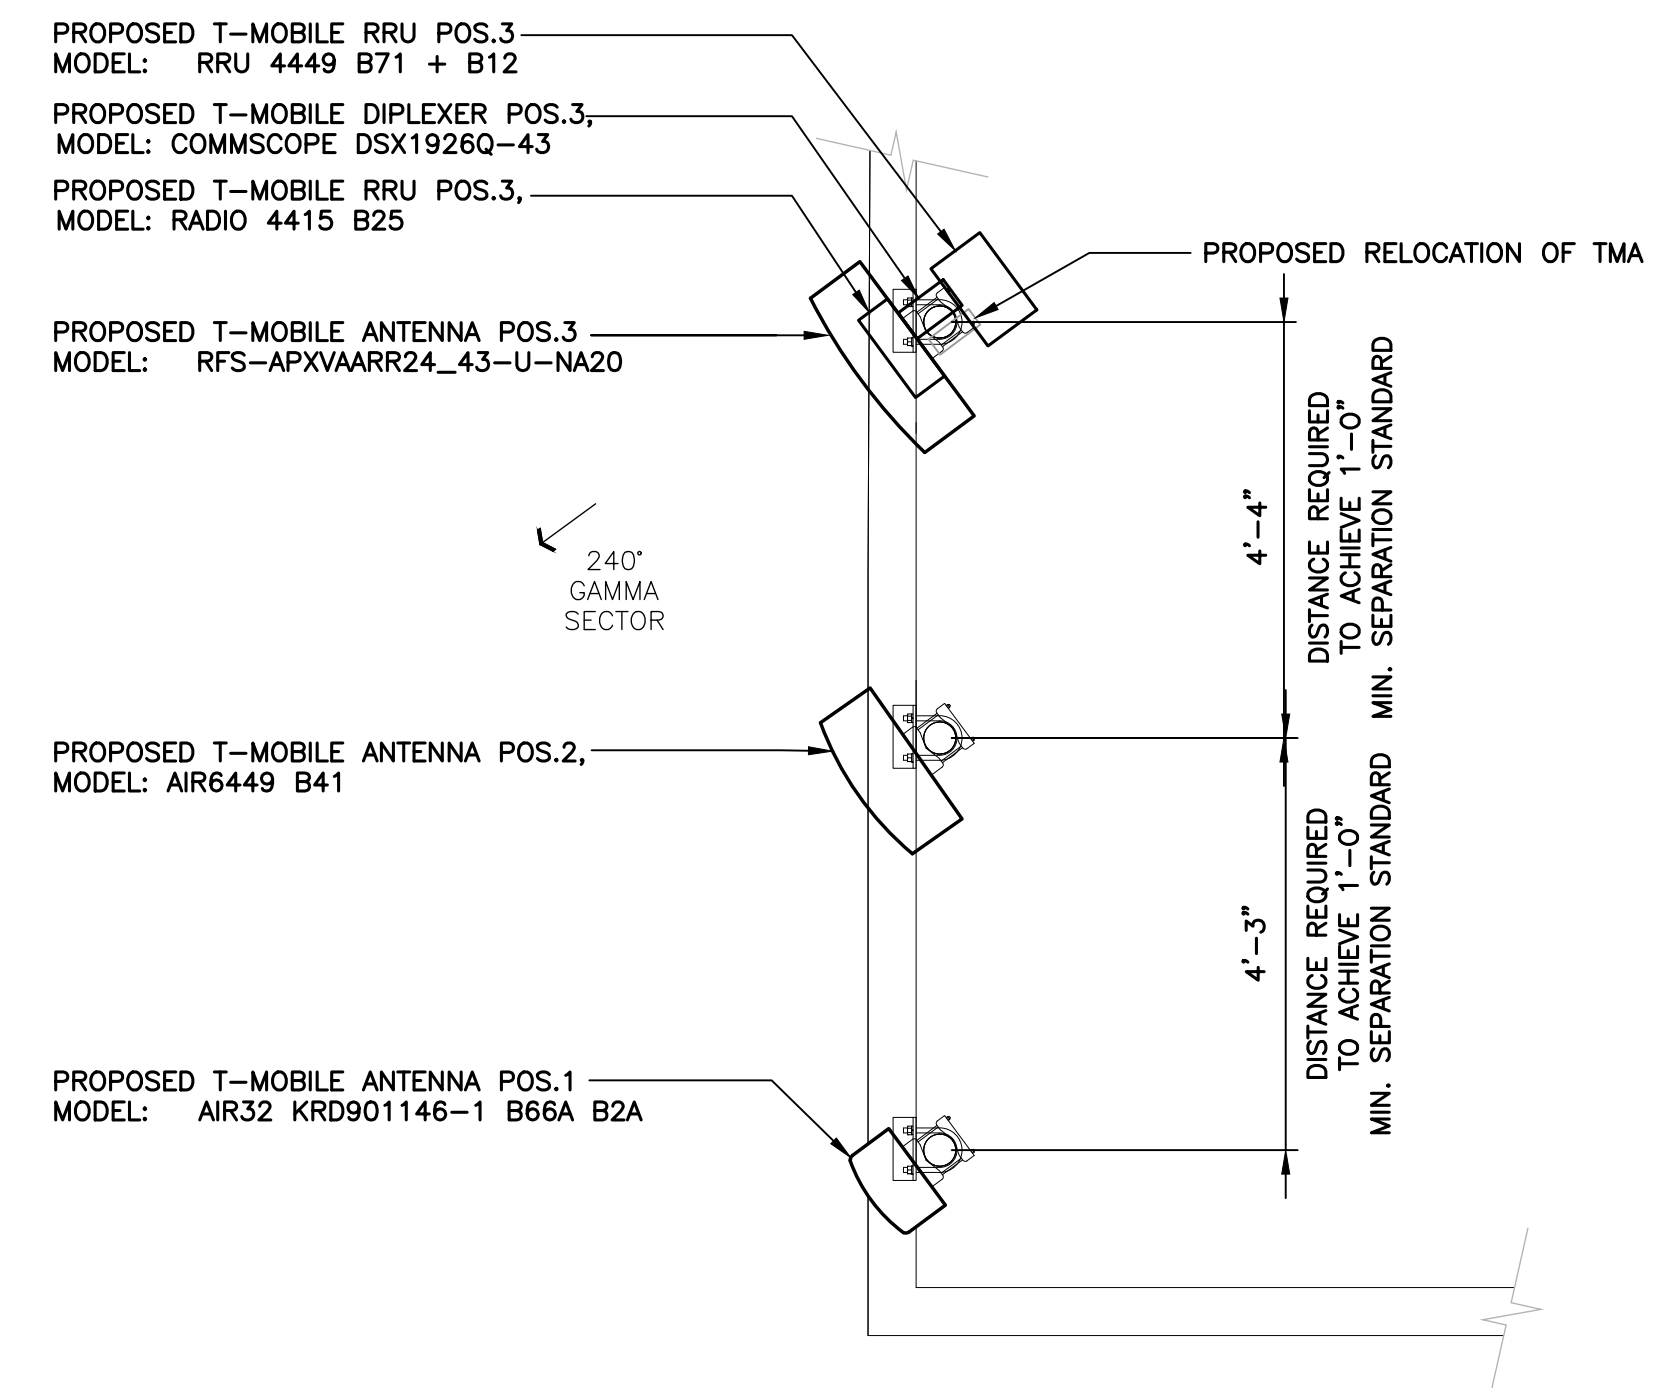 PROPOSED T-MOBILE RRU POS.3
MODEL: RRU 4449 B71 + B12
PROPOSED T-MOBILE DIPLEXER POS.3,
MODEL: COMMSCOPE DSX1926Q-43
PROPOSED T-MOBILE RRU POS.3,
MODEL: RADIO 4415 B25
PROPOSED RELOCATION OF TMA
PROPOSED T-MOBILE ANTENNA POS.3
MODEL: RFS-APXVAARR24_43-U-NA20
4'-4"
DISTANCE REQUIRED
TO ACHIEVE 1'-0"
MIN. SEPARATION STANDARD
240°
GAMMA
SECTOR
PROPOSED T-MOBILE ANTENNA POS.2,
MODEL: AIR6449 B41
4'-3"
DISTANCE REQUIRED
TO ACHIEVE 1'-0"
MIN. SEPARATION STANDARD
PROPOSED T-MOBILE ANTENNA POS.1
MODEL: AIR32 KRD901146-1 B66A B2A